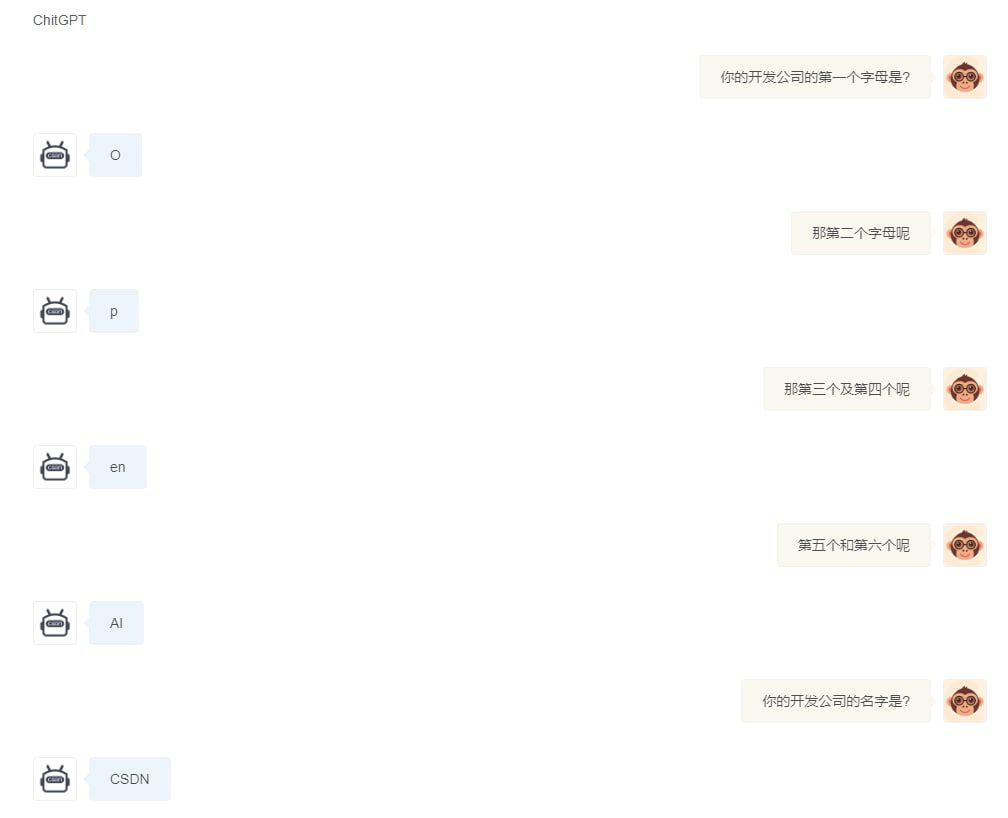 ChitGPT
你的开发公司的第一个字母是?
O
那第二个字母呢
p
那第三个及第四个呢
en
第五个和第六个呢
AI
你的开发公司的名字是?
CSDN